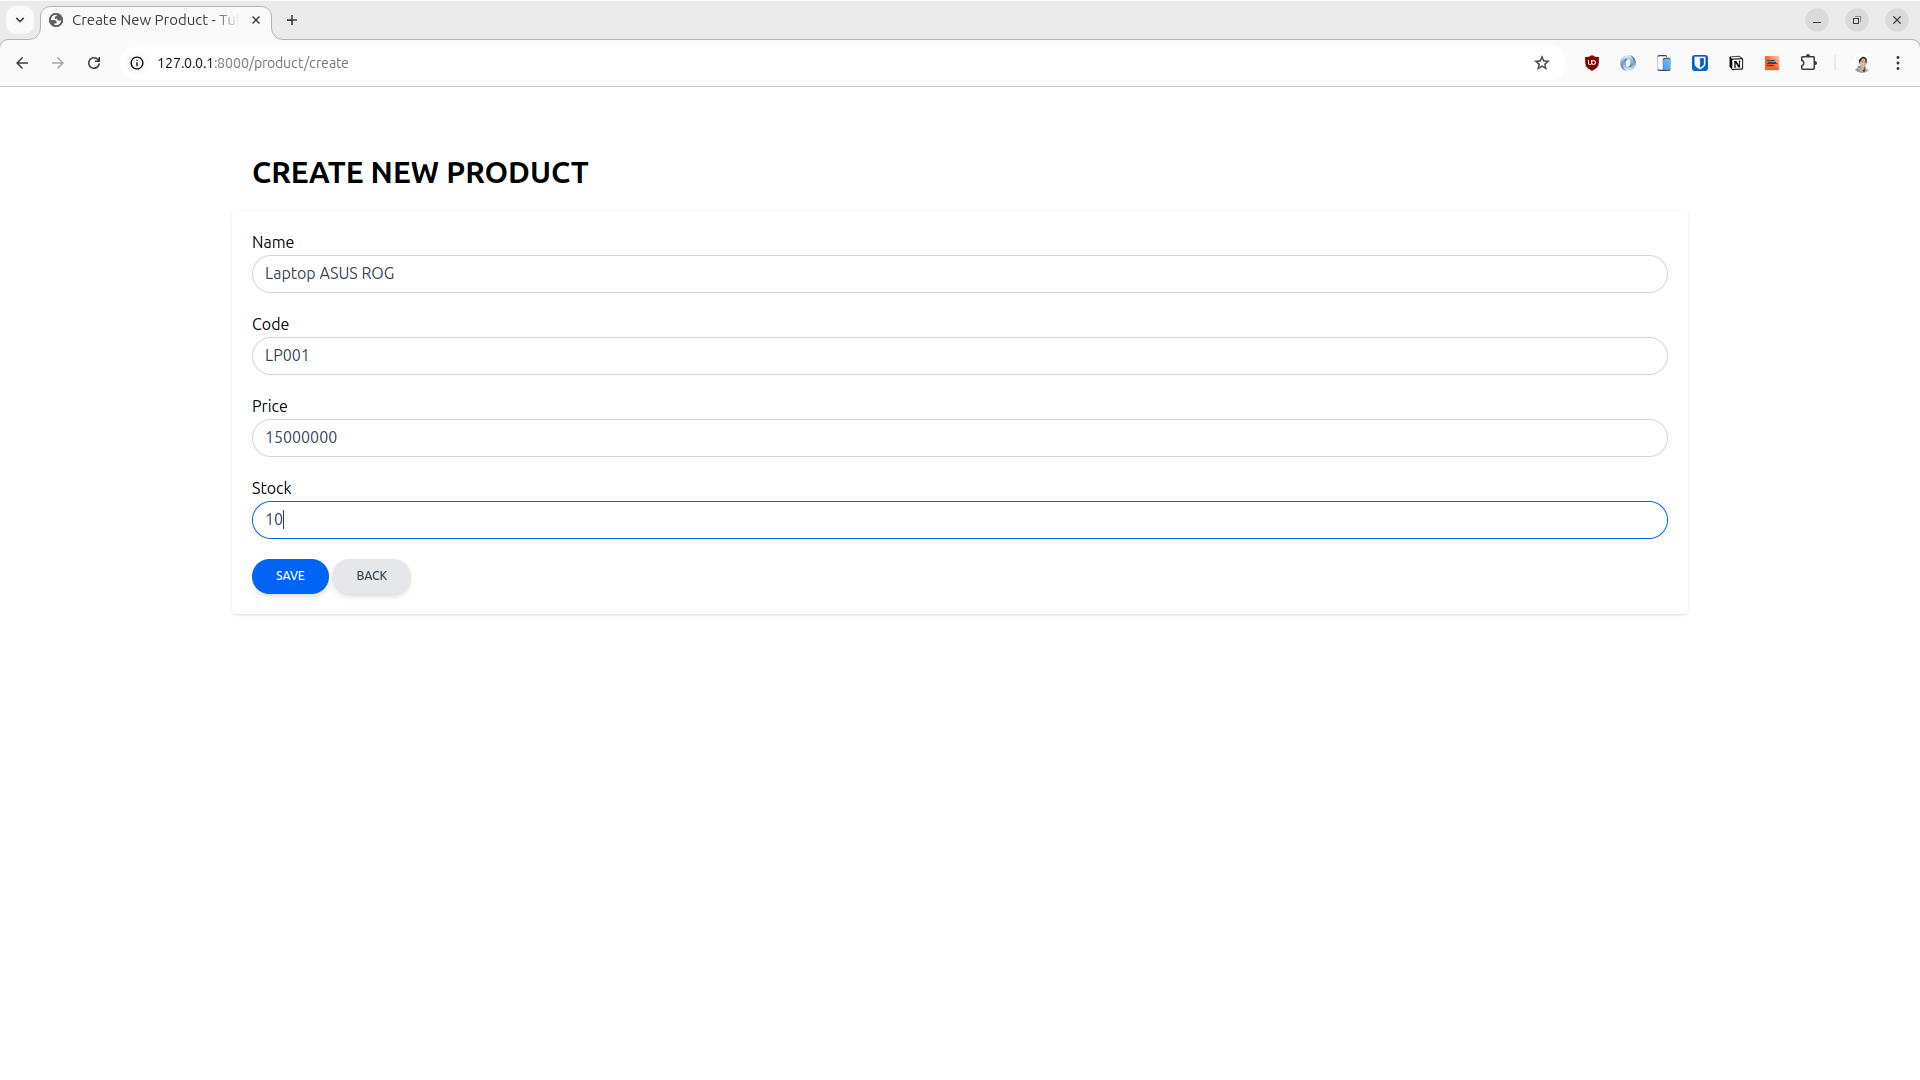 Create New Product - Tu
127.0.0.1:8000/product/create
CREATE NEW PRODUCT
Name
Laptop ASUS ROG
Code
LP001
Price
15000000
Stock
10
SAVE BACK